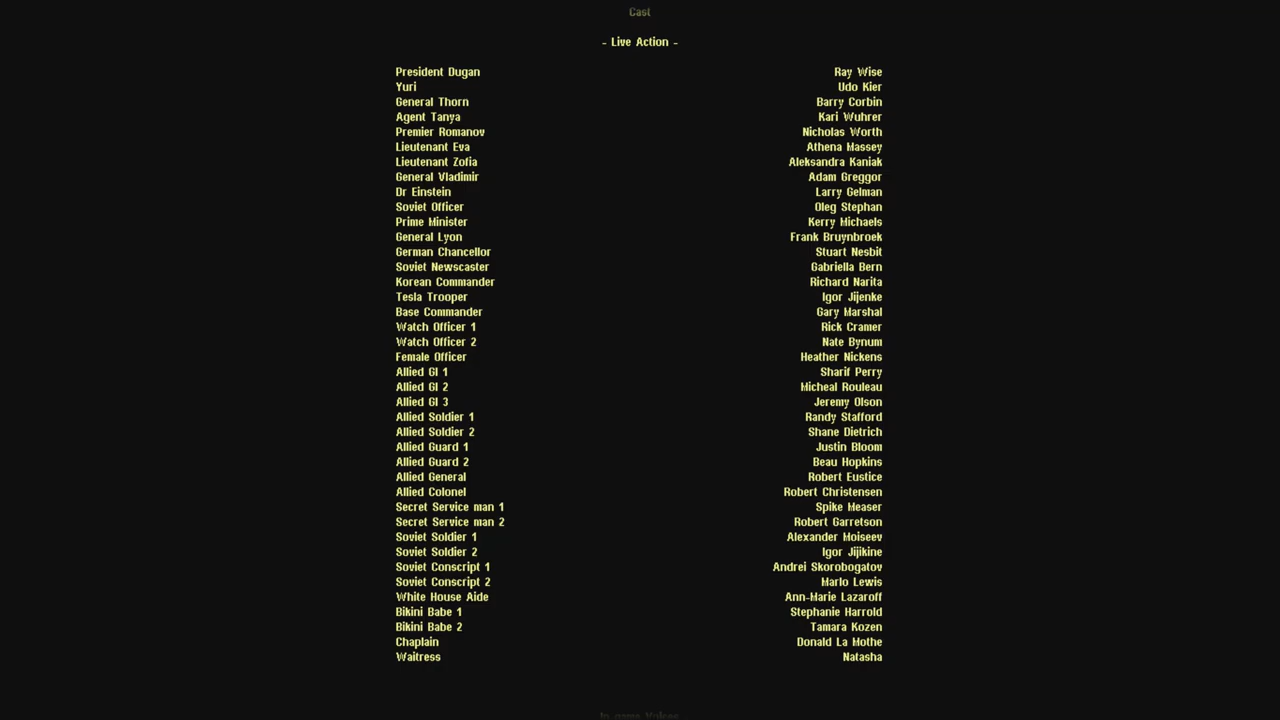 Cast
- Live Action -
President Dugan Ray Wise
Yuri Udo Kier
General Thorn Barry Corbin
Agent Tanya Kari Wuhrer
Premier Romanov Nicholas Worth
Lieutenant Eva Athena Massey
Lieutenant Zofia Aleksandra Kaniak
General Vladimir Adam Greggor
Dr Einstein Larry Gelman
Soviet Officer Oleg Stephan
Prime Minister Kerry Michaels
General Lyon Frank Bruynbroek
German Chancellor Stuart Nesbit
Soviet Newscaster Gabriella Bern
Korean Commander Richard Narita
Tesla Trooper Igor Jijenke
Base Commander Gary Marshal
Watch Officer 1 Rick Cramer
Watch Officer 2 Nate Bynum
Female Officer Heather Nickens
Allied GI 1 Sharif Perry
Allied GI 2 Micheal Rouleau
Allied GI 3 Jeremy Olson
Allied Soldier 1 Randy Stafford
Allied Soldier 2 Shane Dietrich
Allied Guard 1 Justin Bloom
Allied Guard 2 Beau Hopkins
Allied General Robert Eustice
Allied Colonel Robert Christensen
Secret Service man 1 Spike Measer
Secret Service man 2 Robert Garretson
Soviet Soldier 1 Alexander Moiseev
Soviet Soldier 2 Igor Jijikine
Soviet Conscript 1 Andrei Skorobogatov
Soviet Conscript 2 Marlo Lewis
White House Aide Ann-Marie Lazaroff
Bikini Babe 1 Stephanie Harrold
Bikini Babe 2 Tamara Kozen
Chaplain Donald La Mothe
Waitress Natasha